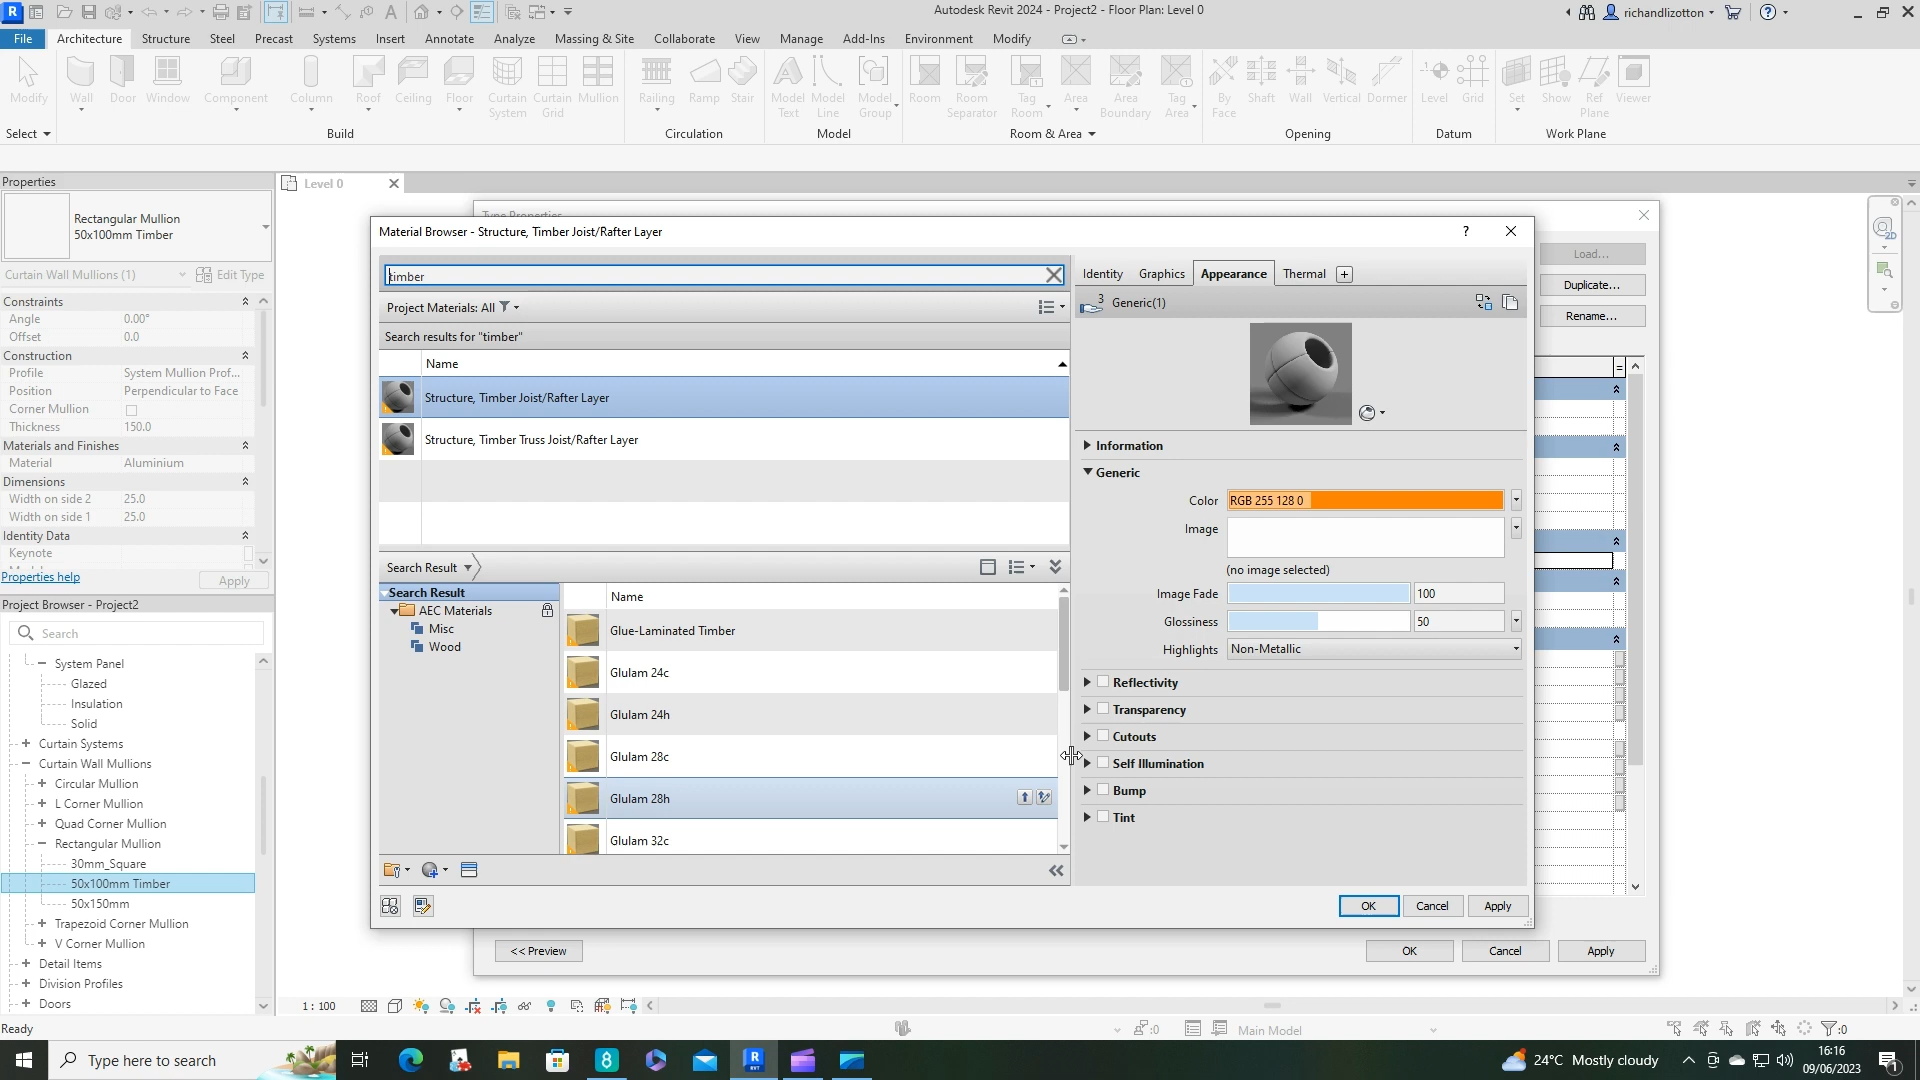 Autodesk Revit 2024 - Project2 - Floor Plan: Level 0
richandlizotton
File Architecture Structure Steel Precast Systems Insert Annotate Analyze Massing & Site Collaborate View Manage Add-Ins Environment Modify
Modify Wall Door Window Component Column Roof Ceiling Floor Curtain System Curtain Grid Mullion Railing Ramp Stair Model Text Model Line Model Group Room Room Separator Tag Room Area Area Boundary Tag Area By Face Shaft Wall Vertical Dormer Level Grid Set Show Ref Plane Viewer
Select Build Circulation Model Room & Area Opening Datum Work Plane
Properties
Rectangular Mullion
50x100mm Timber
Curtain Wall Mullions (1) Edit Type
Constraints
Angle 0.00°
Offset 0.0
Construction
Profile System Mullion Prof...
Position Perpendicular to Face
Corner Mullion
Thickness 150.0
Materials and Finishes
Material Aluminium
Dimensions
Width on side 2 25.0
Width on side 1 25.0
Identity Data
Keynote
Properties help Apply
Project Browser - Project2
Search
System Panel
Glazed
Insulation
Solid
Curtain Systems
Curtain Wall Mullions
Circular Mullion
L Corner Mullion
Quad Corner Mullion
Rectangular Mullion
30mm_Square
50x100mm Timber
50x150mm
Trapezoid Corner Mullion
V Corner Mullion
Detail Items
Division Profiles
Doors
Level 0
Type Properties
Load...
Duplicate...
Rename...
=
Material Browser - Structure, Timber Joist/Rafter Layer
?
timber
Project Materials: All
Search results for "timber"
Name
Structure, Timber Joist/Rafter Layer
Structure, Timber Truss Joist/Rafter Layer
Search Result
Search Result
AEC Materials
Misc
Wood
Name
Glue-Laminated Timber
Glulam 24c
Glulam 24h
Glulam 28c
Glulam 28h
Glulam 32c
Identity Graphics Appearance Thermal +
3 Generic(1)
Information
Generic
Color RGB 255 128 0
Image
(no image selected)
Image Fade 100
Glossiness 50
Highlights Non-Metallic
Reflectivity
Transparency
Cutouts
Self Illumination
Bump
Tint
OK Cancel Apply
<< Preview OK Cancel Apply
1 : 100
Ready
:0 Main Model :0
Type here to search
24°C Mostly cloudy
16:16
09/06/2023
1